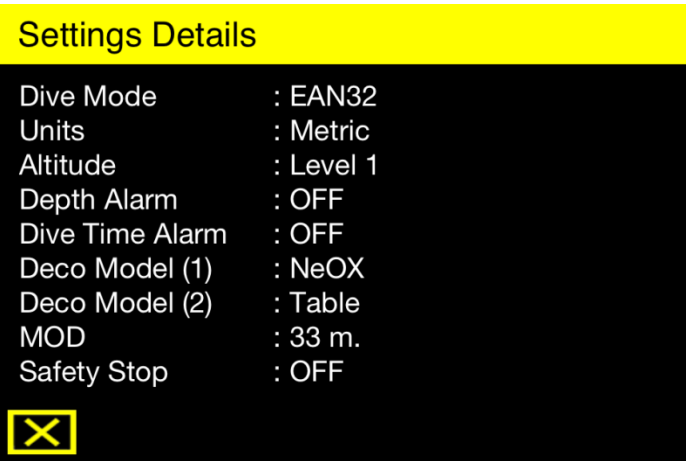 Settings Details
Dive Mode : EAN32
Units : Metric
Altitude : Level 1
Depth Alarm : OFF
Dive Time Alarm : OFF
Deco Model (1) : NeOX
Deco Model (2) : Table
MOD : 33 m.
Safety Stop : OFF